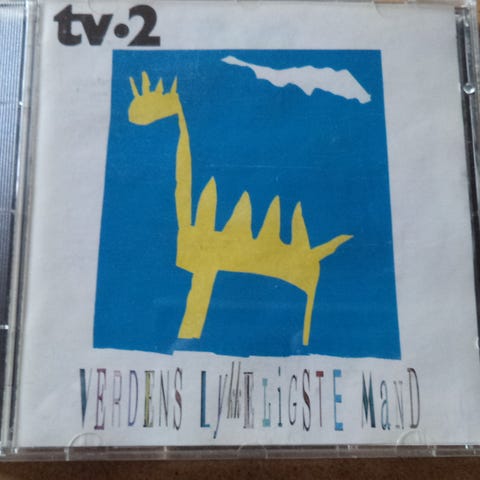 tv·2
VERDENS LykkELiGSTE MaND